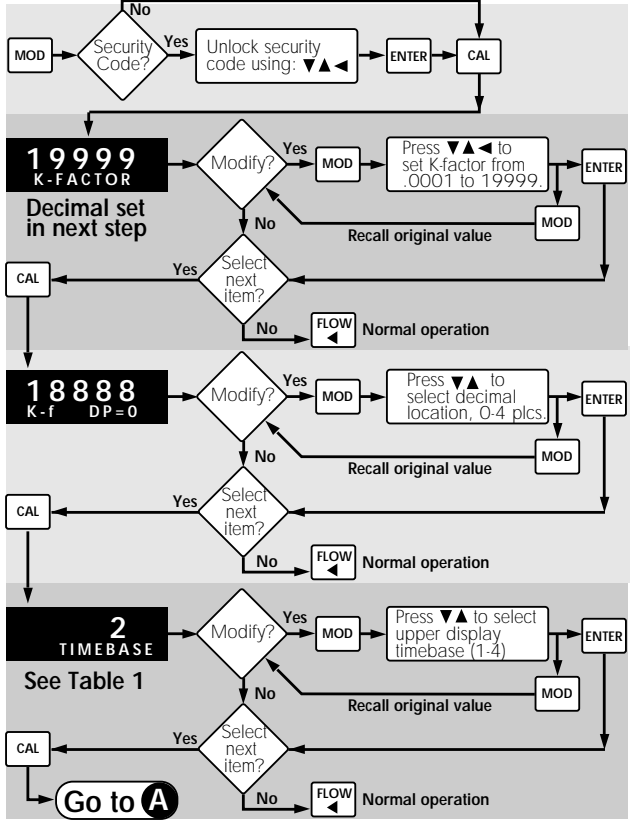 No
MOD
Security
Code?
Yes
Unlock security
code using: ▼▲◄
ENTER
CAL
19999
K-FACTOR
Decimal set
in next step
Modify?
Yes
MOD
Press ▼▲◄ to
set K-factor from
.0001 to 19999.
ENTER
MOD
Recall original value
No
CAL
Yes
Select
next
item?
No
FLOW
◄
Normal operation
18888
K-f DP=0
Modify?
Yes
MOD
Press ▼▲ to
select decimal
location, 0-4 plcs.
ENTER
MOD
Recall original value
No
CAL
Yes
Select
next
item?
No
FLOW
◄
Normal operation
2
TIMEBASE
See Table 1
Modify?
Yes
MOD
Press ▼▲ to select
upper display
timebase (1-4)
ENTER
MOD
Recall original value
No
CAL
Yes
Select
next
item?
No
FLOW
◄
Normal operation
Go to A